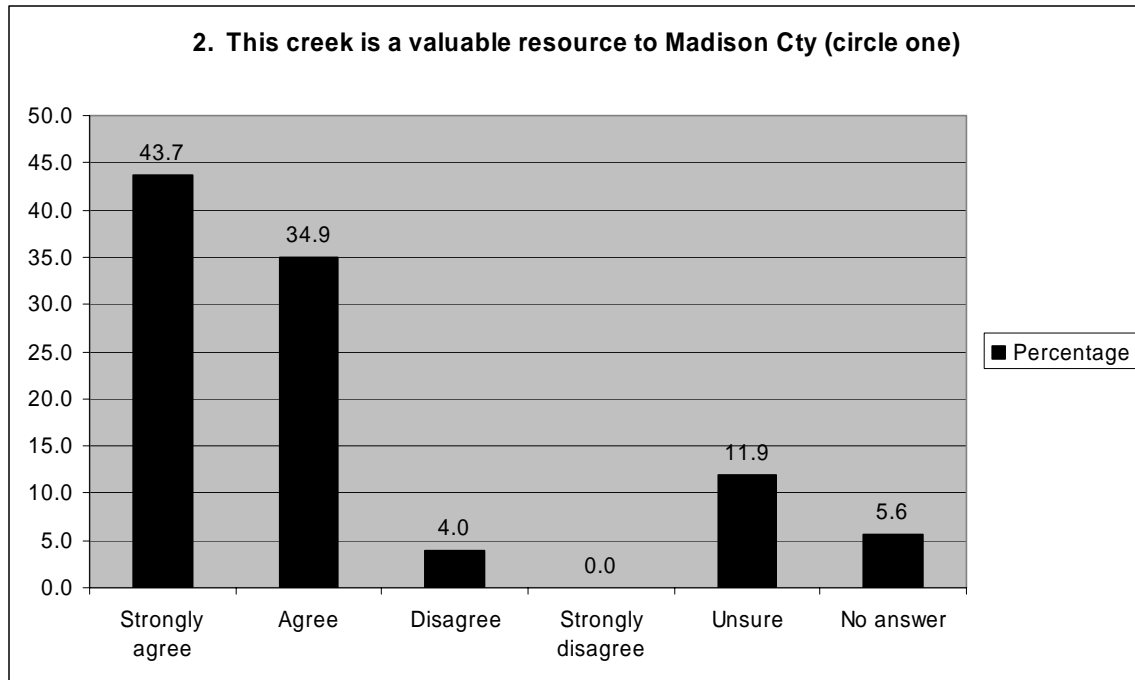 2. This creek is a valuable resource to Madison Cty (circle one)
50.0
45.0
40.0
35.0
30.0
25.0
20.0
15.0
10.0
5.0
0.0
43.7
34.9
4.0
0.0
11.9
5.6
Strongly
agree
Agree
Disagree
Strongly
disagree
Unsure
No answer
Percentage